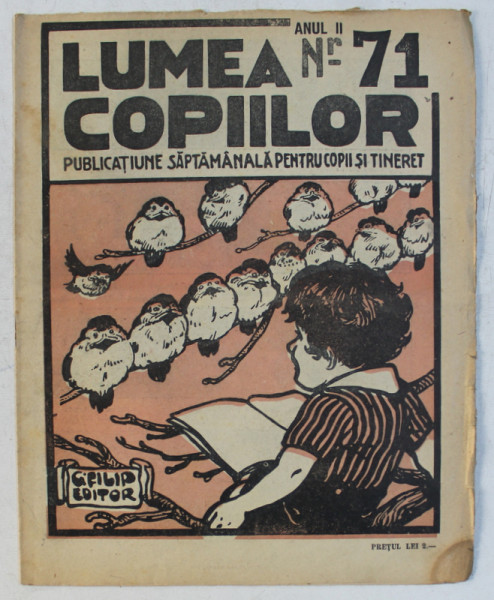 ANUL II
LUMEA Nr 71
COPIILOR
PUBLICAȚIUNE SĂPTĂMÂNALĂ PENTRU COPII ȘI TINERET
G. FILIP
EDITOR
PREȚUL LEI 2.—